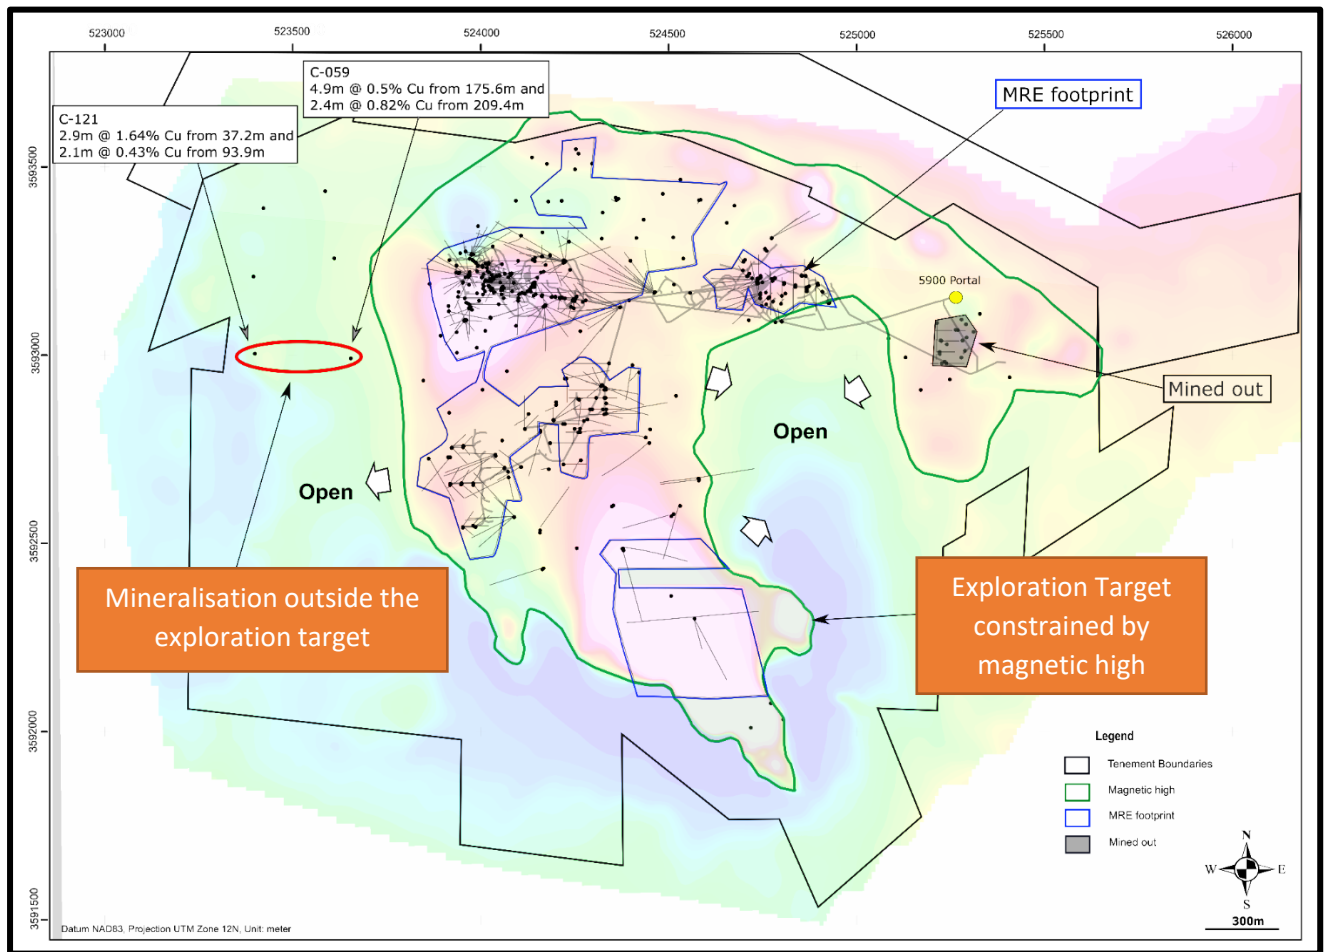 523000
523500
524000
524500
525000
525500
526000
C-059
4.9m @ 0.5% Cu from 175.6m and
2.4m @ 0.82% Cu from 209.4m
C-121
2.9m @ 1.64% Cu from 37.2m and
2.1m @ 0.43% Cu from 93.9m
MRE footprint
3593500
5900 Portal
3593000
Mined out
Open
Open
3592500
Mineralisation outside the
exploration target
Exploration Target
constrained by
magnetic high
3592000
Legend
Tenement Boundaries
Magnetic high
MRE footprint
Mined out
N
W
E
S
300m
3591500
Datum NAD83, Projection UTM Zone 12N, Unit: meter